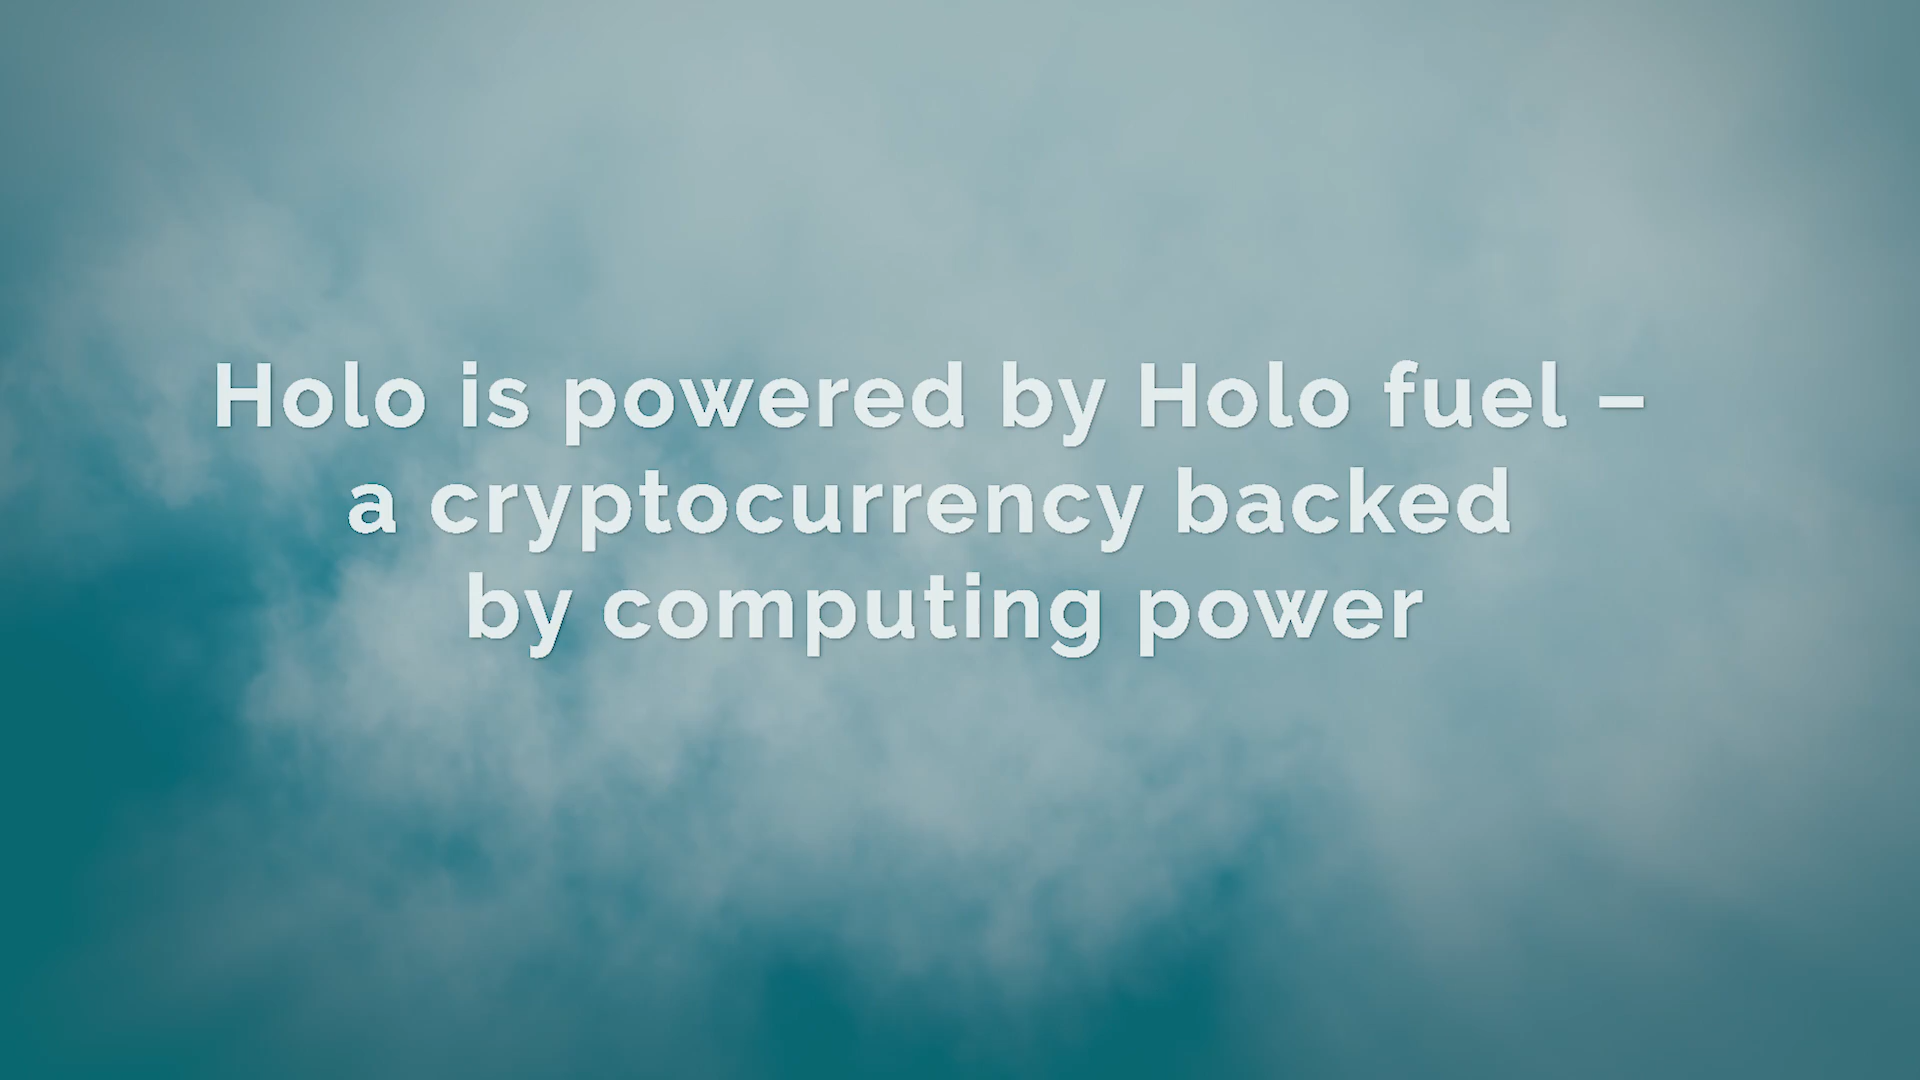 Holo is powered by Holo fuel –
a cryptocurrency backed
by computing power